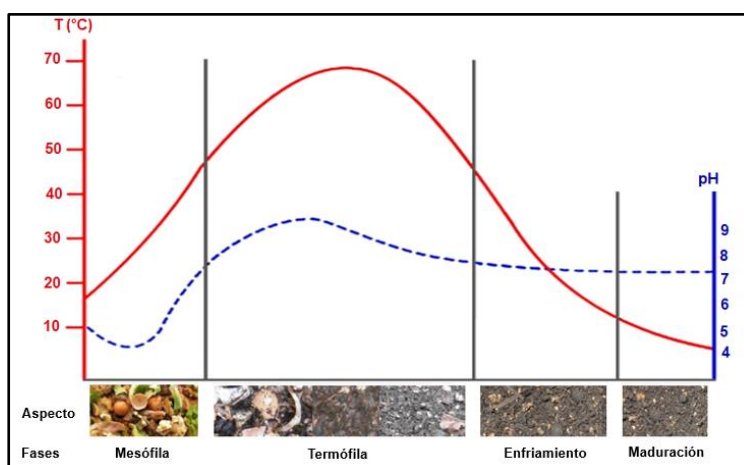 T (°C)
70
60
50
40
30
20
10
pH
9
8
7
6
5
4
Aspecto
Fases
Mesófila
Termófila
Enfriamiento
Maduración